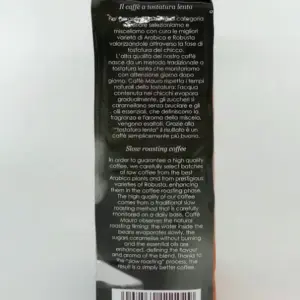 Il caffè a tostatura lenta
Per categoria
selezioniamo e
misceliamo con cura le migliori
varietà di Arabica e Robusta
valorizzandole attraverso la fase di
tostatura del chicco.
L'alta qualità del nostro caffè
nasce da un metodo tradizionale di
tostatura lenta che monitoriamo
con attenzione giorno dopo
giorno. Caffè Mauro rispetta i tempi
naturali della tostatura: l'acqua
contenuta nei chicchi evapora
gradualmente, gli zuccheri si
caramellano senza bruciare e gli
oli essenziali, che definiscono il
sapore e l'aroma della miscela,
vengono esaltati. Grazie alla
"tostatura lenta" il risultato è un
caffè semplicemente più buono.
Slow roasting coffee
In order to guarantee a high quality
coffee, we carefully select batches
of raw coffee from the best
Arabica plants and from prestigious
varieties of Robusta, enhancing
them in the coffee roasting phase.
The high quality of our coffee
comes from a traditional slow
roasting method that is carefully
monitored on a daily base. Caffè
Mauro observes the natural
roasting timing: the water inside the
beans evaporates slowly, the
sugars caramelise without burning
and the essential oils are
enhanced, defining the flavour
and aroma of the blend. Thanks to
the "slow roasting" process, the
result is a simply better coffee.